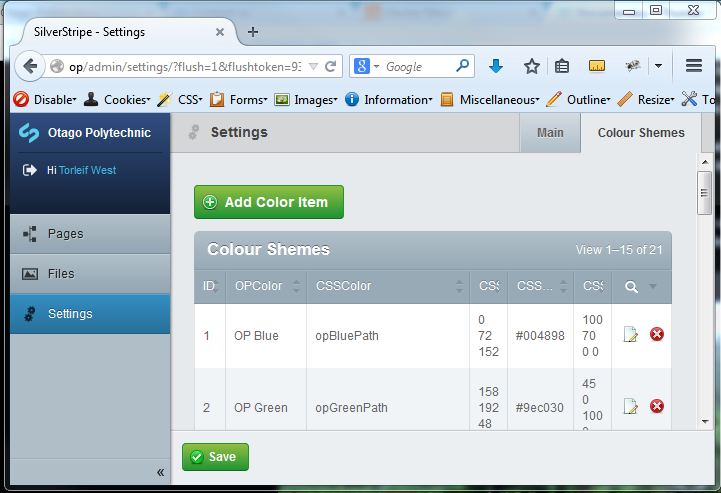 SilverStripe - Settings
op/admin/settings/?flush=1&flushtoken=93
Google
Disable Cookies CSS Forms Images Information Miscellaneous Outline Resize To
Otago Polytechnic
Settings
Main
Colour Shemes
Hi Torleif West
Add Color Item
Pages
Files
Settings
Colour Shemes
View 1–15 of 21
ID OPColor CSSColor CSS CSS... CSS
1 OP Blue opBluePath 0 72 152 #004898 100 70 0 0
2 OP Green opGreenPath 158 192 48 #9ec030 45 0 100
Save
«